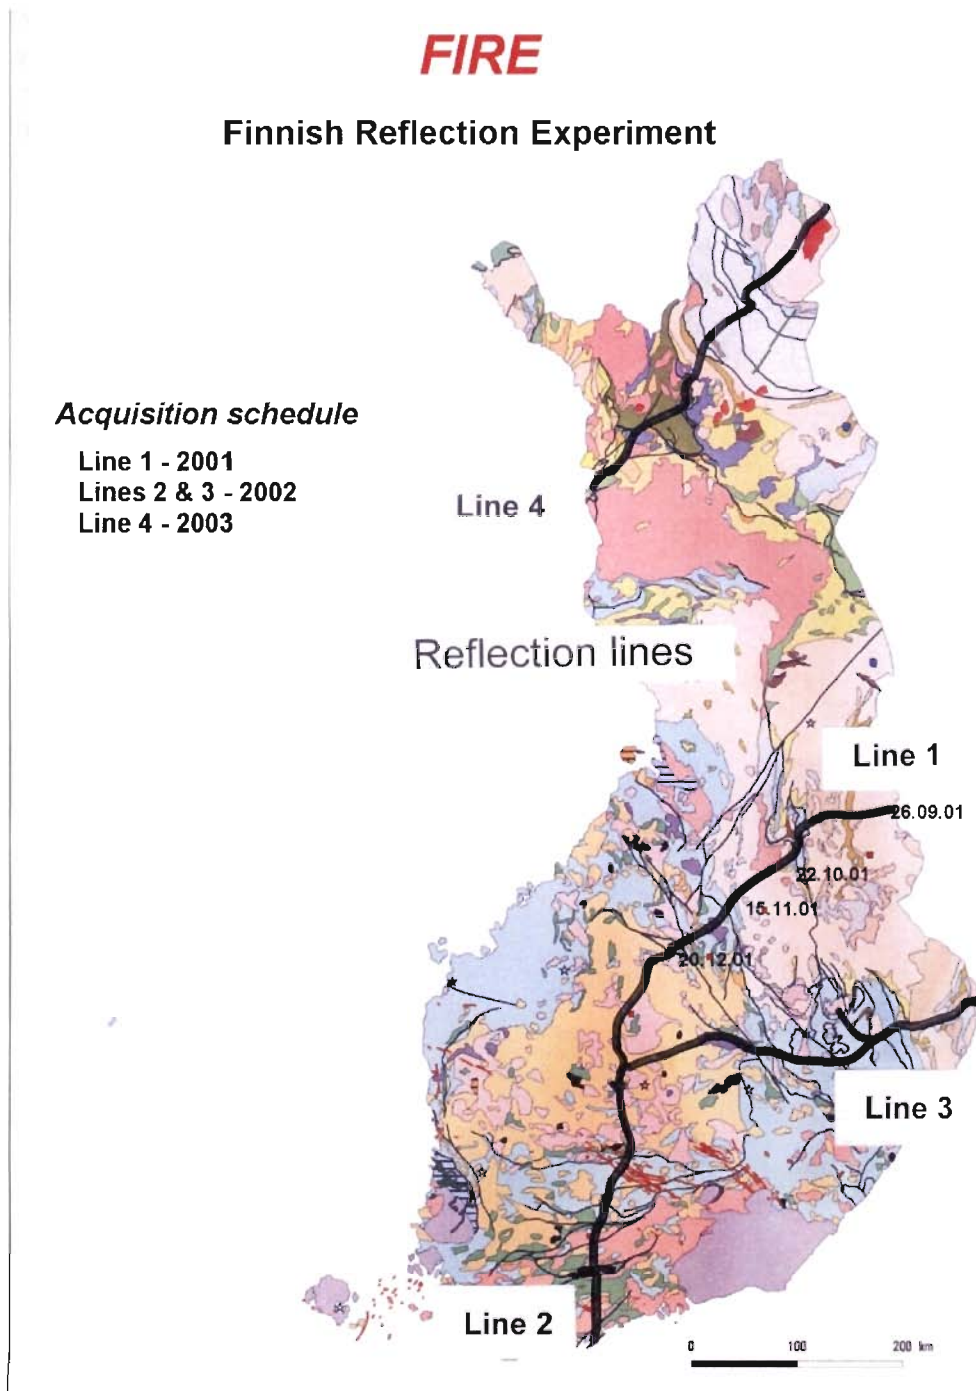 FIRE
Finnish Reflection Experiment
Acquisition schedule
Line 1 - 2001
Lines 2 & 3 - 2002
Line 4 - 2003
Line 4
Reflection lines
Line 1
26.09.01
22.10.01
15.11.01
20.12.01
Line 3
Line 2
0 100 200 km